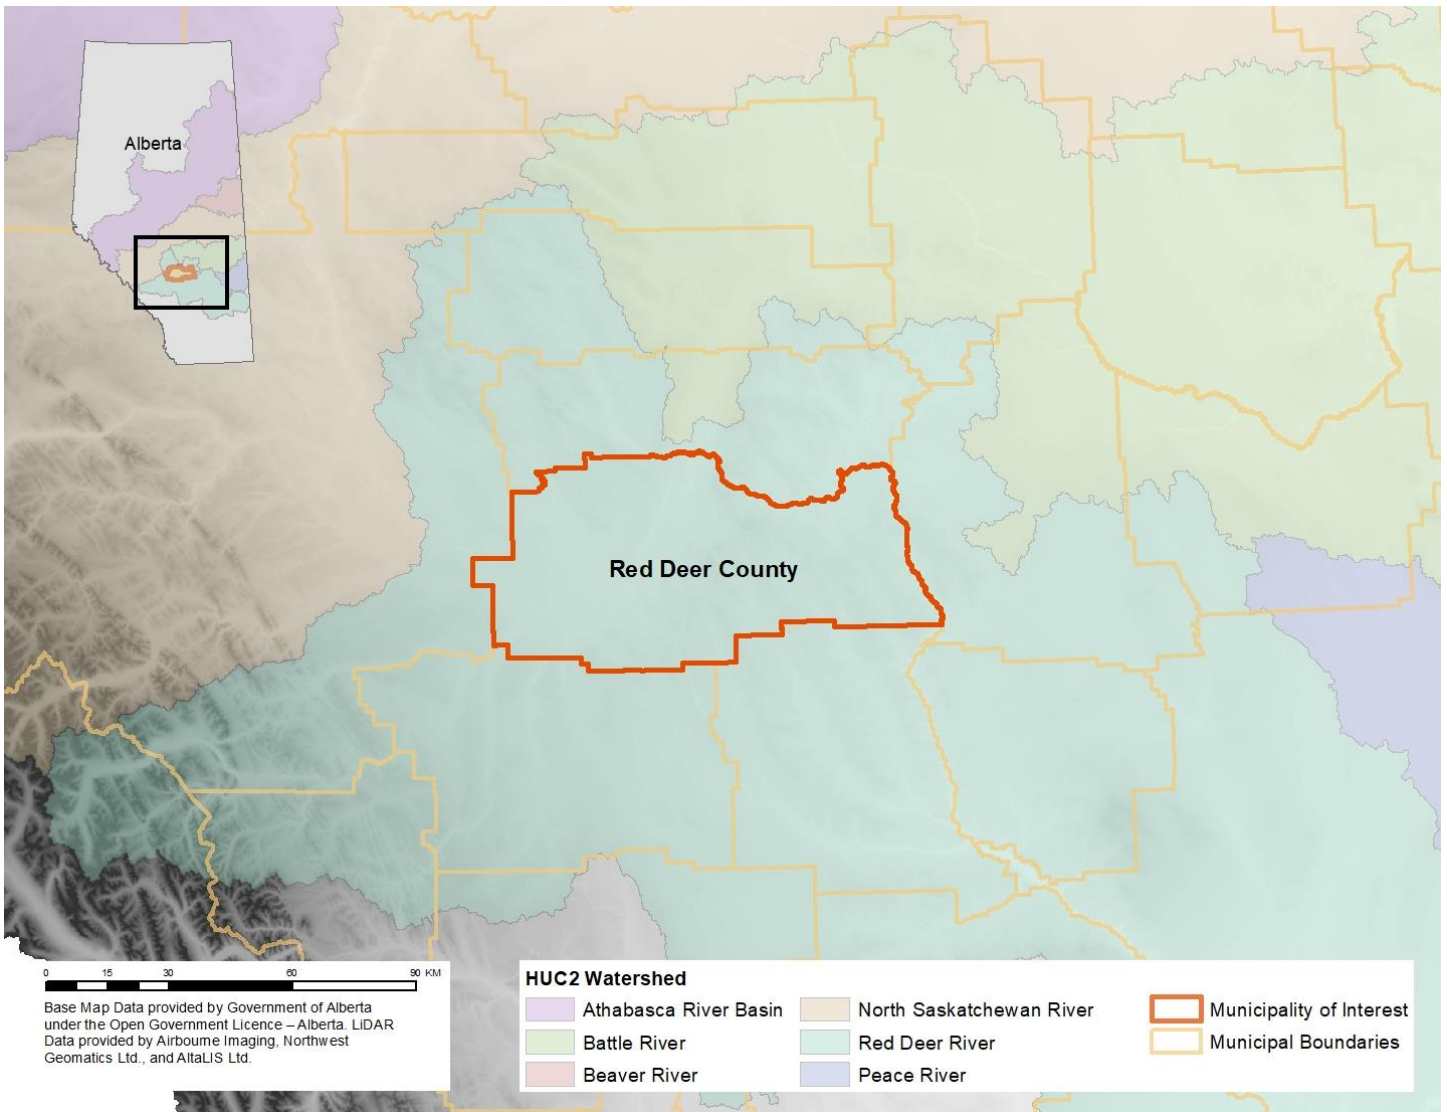 Alberta
Red Deer County
0 15 30 60 90 KM
Base Map Data provided by Government of Alberta
under the Open Government Licence – Alberta. LiDAR
Data provided by Airbourne Imaging, Northwest
Geomatics Ltd., and AltaLIS Ltd.
HUC2 Watershed
Athabasca River Basin
North Saskatchewan River
Municipality of Interest
Battle River
Red Deer River
Municipal Boundaries
Beaver River
Peace River